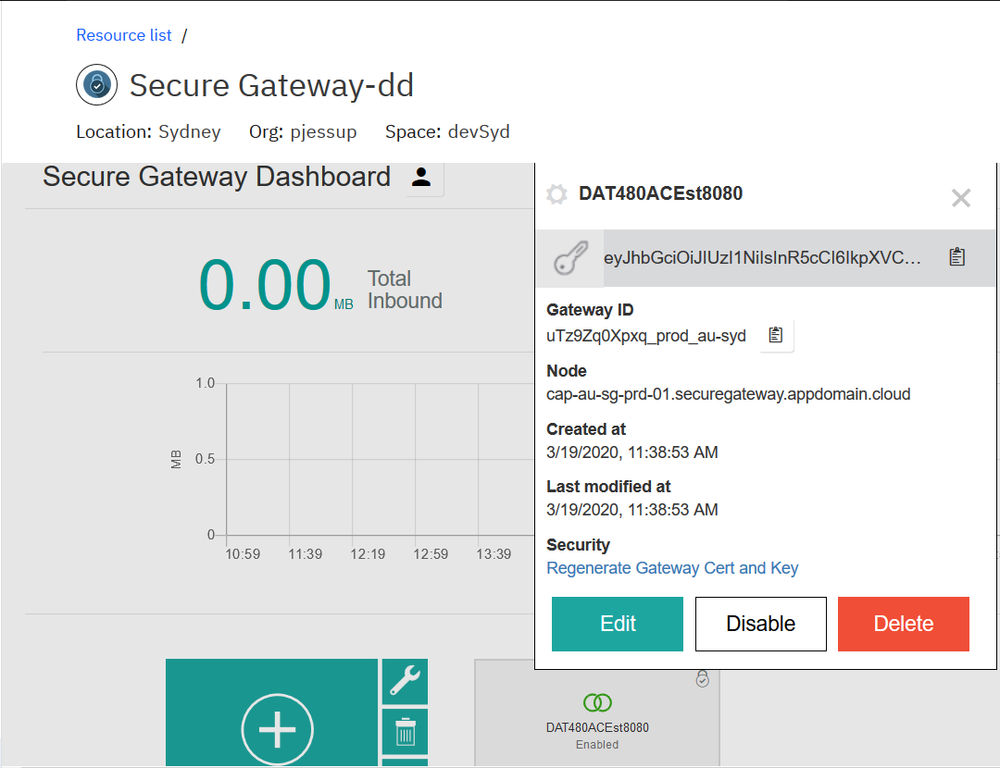 Resource list /
Secure Gateway-dd
Location: Sydney Org: pjessup Space: devSyd
Secure Gateway Dashboard
0.00 MB Total Inbound
1.0
0.5
0
MB
10:59 11:39 12:19 12:59 13:39
DAT480ACEst8080
eyJhbGciOiJIUzI1NiIsInR5cCI6IkpXVC...
Gateway ID
uTz9Zq0Xpxq_prod_au-syd
Node
cap-au-sg-prd-01.securegateway.appdomain.cloud
Created at
3/19/2020, 11:38:53 AM
Last modified at
3/19/2020, 11:38:53 AM
Security
Regenerate Gateway Cert and Key
Edit Disable Delete
DAT480ACEst8080
Enabled